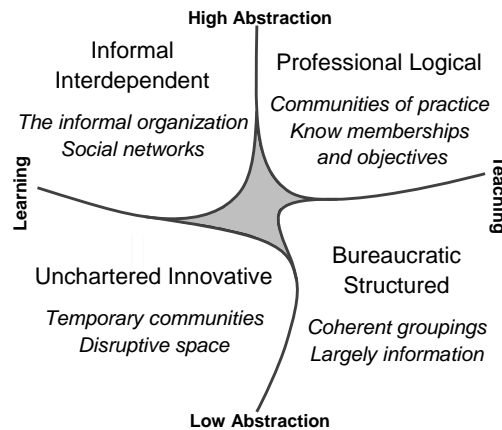 High Abstraction
Informal
Interdependent
The informal organization
Social networks
Professional Logical
Communities of practice
Know memberships
and objectives
Learning
Teaching
Unchartered Innovative
Temporary communities
Disruptive space
Bureaucratic
Structured
Coherent groupings
Largely information
Low Abstraction